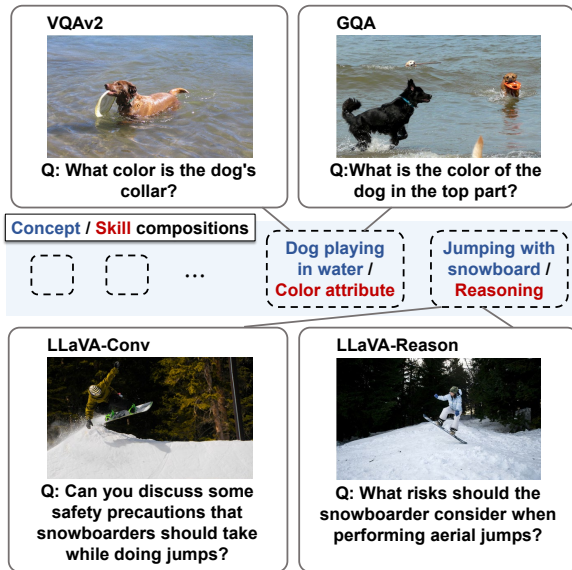 VQAv2
Q: What color is the dog's
collar?
GQA
Q:What is the color of the
dog in the top part?
Concept / Skill compositions
...
Dog playing
in water /
Color attribute
Jumping with
snowboard /
Reasoning
LLaVA-Conv
Q: Can you discuss some
safety precautions that
snowboarders should take
while doing jumps?
LLaVA-Reason
Q: What risks should the
snowboarder consider when
performing aerial jumps?